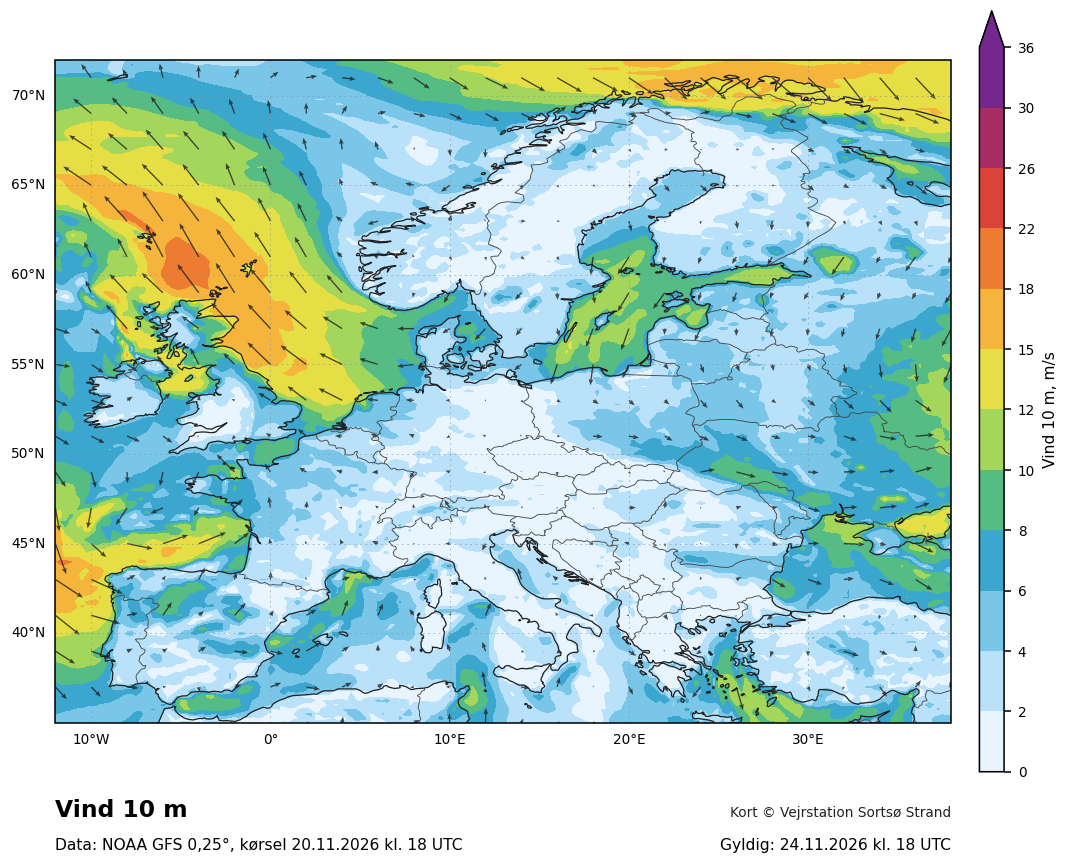 36
30
26
22
18
15
12
10
8
6
4
2
0
Vind 10 m, m/s
70°N
65°N
60°N
55°N
50°N
45°N
40°N
10°W
0°
10°E
20°E
30°E
Vind 10 m
Kort © Vejrstation Sortsø Strand
Data: NOAA GFS 0,25°, kørsel 20.11.2026 kl. 18 UTC
Gyldig: 24.11.2026 kl. 18 UTC